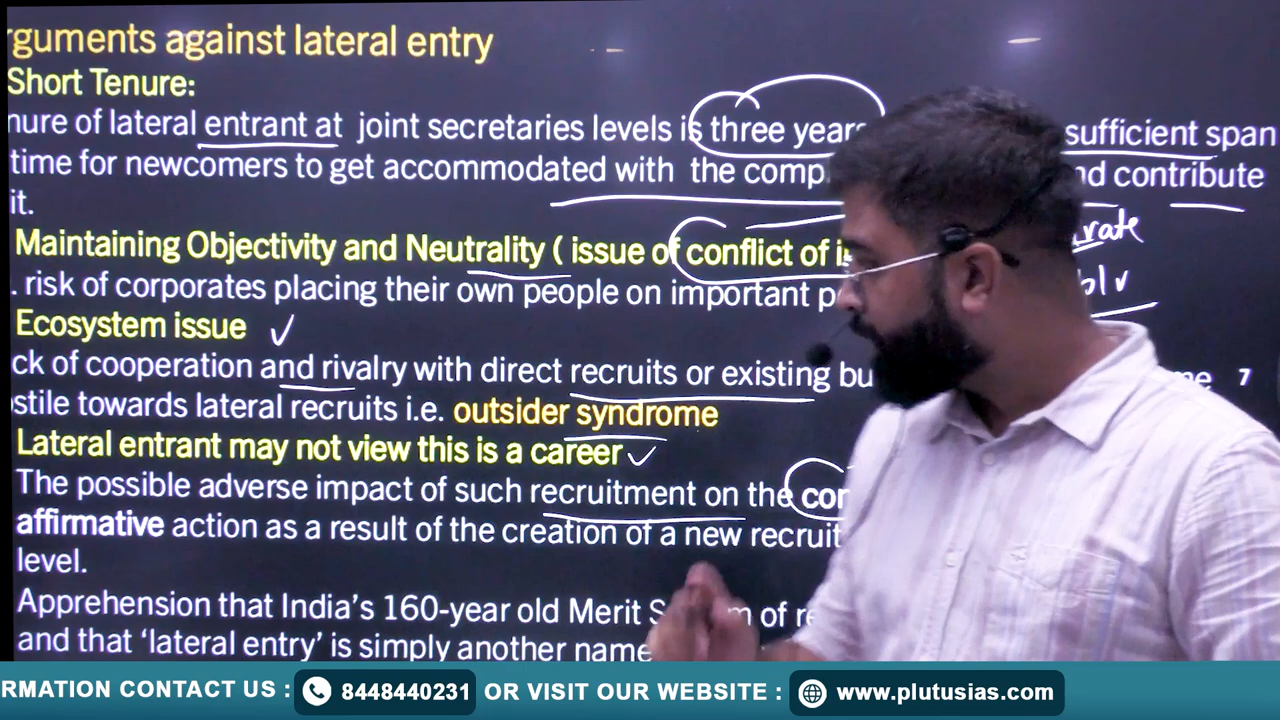 rguments against lateral entry
Short Tenure:
nure of lateral entrant at joint secretaries levels is three years sufficient span
time for newcomers to get accommodated with the comp nd contribute
it.
rate
Maintaining Objectivity and Neutrality ( issue of conflict of i
. risk of corporates placing their own people on important p
Ecosystem issue ✓
ck of cooperation and rivalry with direct recruits or existing bu me 7
stile towards lateral recruits i.e. outsider syndrome
Lateral entrant may not view this is a career ✓
The possible adverse impact of such recruitment on the cor
affirmative action as a result of the creation of a new recruit
level.
Apprehension that India's 160-year old Merit S m of re
and that 'lateral entry' is simply another name
RMATION CONTACT US : 8448440231 OR VISIT OUR WEBSITE : www.plutusias.com